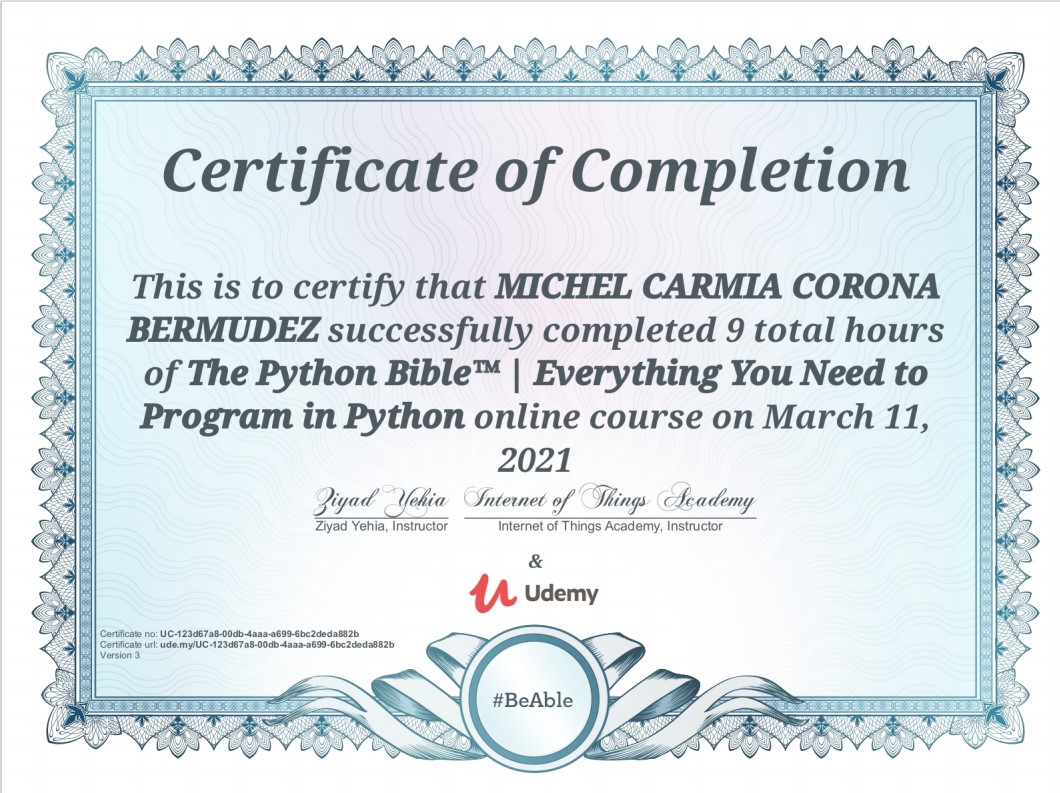 Certificate of Completion
This is to certify that MICHEL CARMIA CORONA
BERMUDEZ successfully completed 9 total hours
of The Python Bible™ | Everything You Need to
Program in Python online course on March 11,
2021
Ziyad Yehia Internet of Things Academy
Ziyad Yehia, Instructor Internet of Things Academy, Instructor
&
Udemy
Certificate no: UC-123d67a8-00db-4aaa-a699-6bc2deda882b
Certificate url: ude.my/UC-123d67a8-00db-4aaa-a699-6bc2deda882b
Version 3
#BeAble